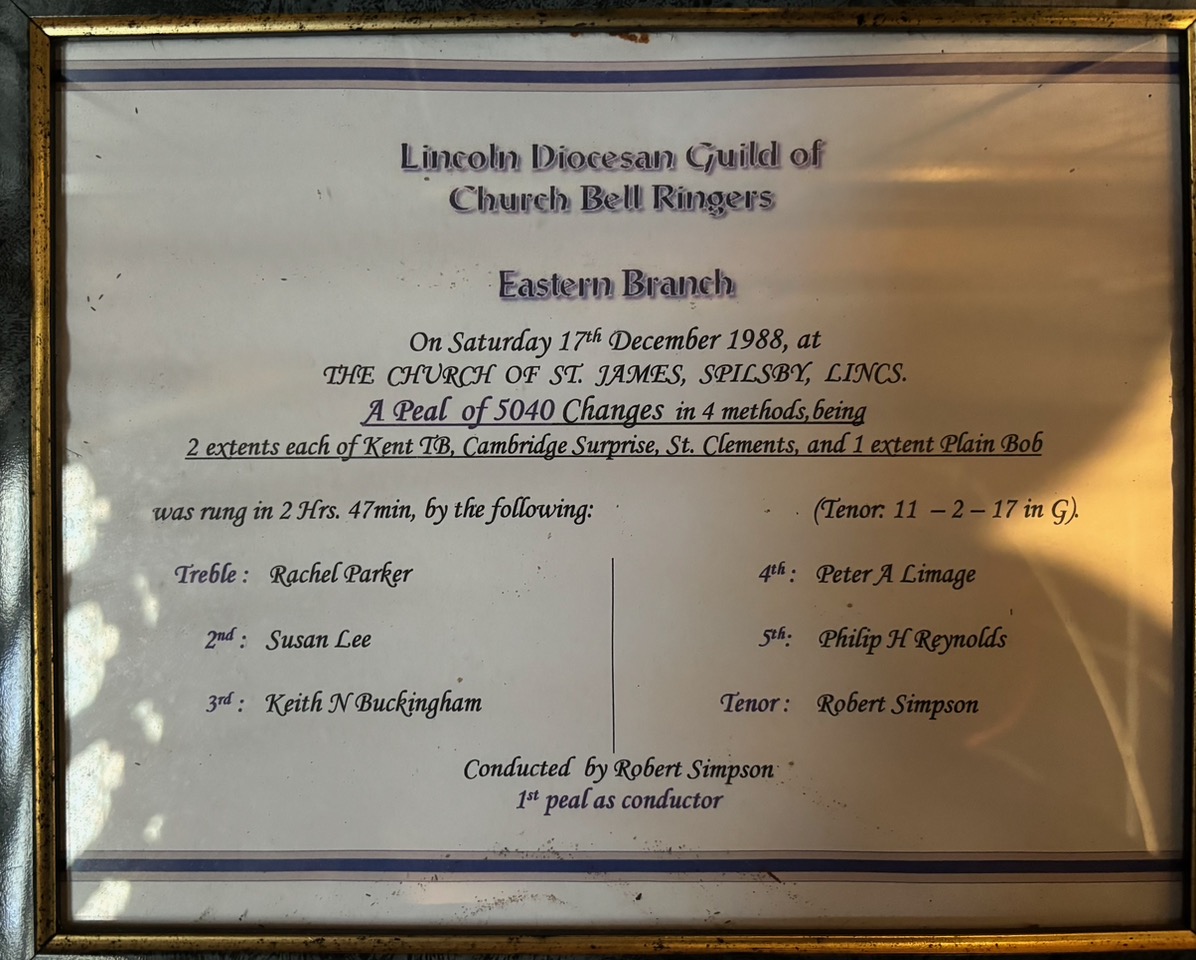 Lincoln Diocesan Guild of
Church Bell Ringers
Eastern Branch
On Saturday 17th December 1988, at
THE CHURCH OF ST. JAMES, SPILSBY, LINCS.
A Peal of 5040 Changes in 4 methods, being
2 extents each of Kent TB, Cambridge Surprise, St. Clements, and 1 extent Plain Bob
was rung in 2 Hrs. 47min, by the following: (Tenor: 11 – 2 – 17 in G).
Treble : Rachel Parker
2nd : Susan Lee
3rd : Keith N Buckingham
4th : Peter A Limage
5th: Philip H Reynolds
Tenor : Robert Simpson
Conducted by Robert Simpson
1st peal as conductor